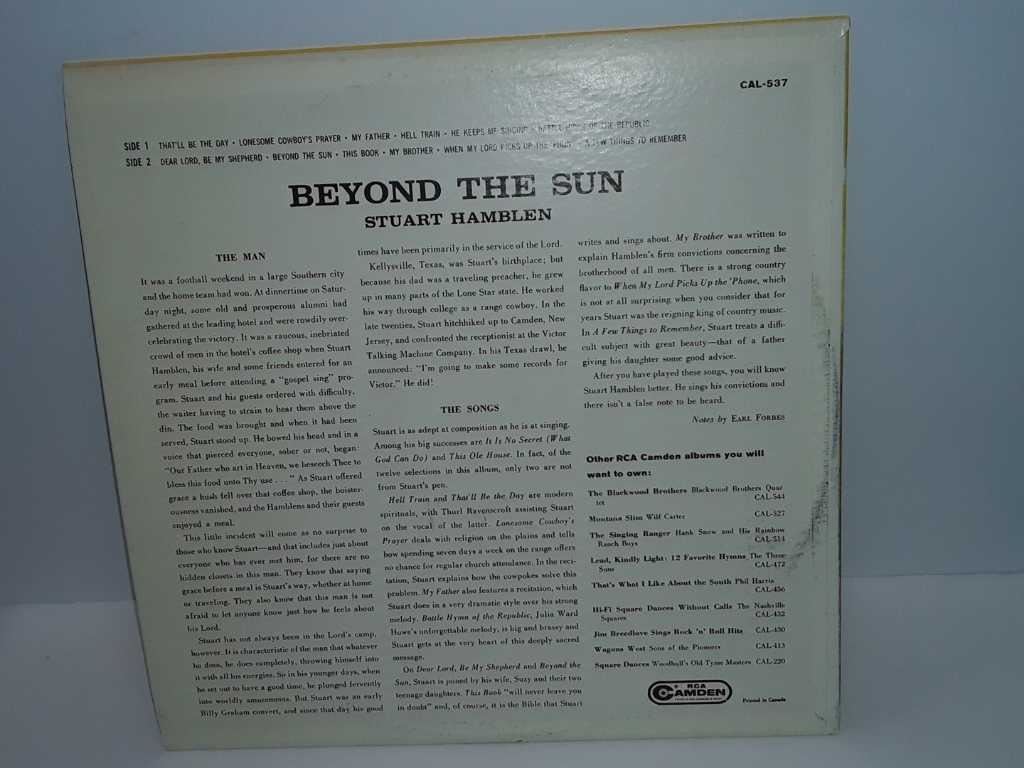 CAL-537
SIDE 1 THAT'LL BE THE DAY • LONESOME COWBOY'S PRAYER • MY FATHER • HELL TRAIN • HE KEEPS ME SINGING • BATTLE HYMN OF THE REPUBLIC
SIDE 2 DEAR LORD, BE MY SHEPHERD • BEYOND THE SUN • THIS BOOK • MY BROTHER • WHEN MY LORD PICKS UP THE 'PHONE • A FEW THINGS TO REMEMBER
BEYOND THE SUN
STUART HAMBLEN
THE MAN
It was a football weekend in a large Southern city
and the home team had won. At dinnertime on Satur-
day night, some old and prosperous alumni had
gathered at the leading hotel and were rowdily over-
celebrating the victory. It was a raucous, inebriated
crowd of men in the hotel's coffee shop when Stuart
Hamblen, his wife and some friends entered for an
early meal before attending a "gospel sing" pro-
gram. Stuart and his guests ordered with difficulty,
the waiter having to strain to hear them above the
din. The food was brought and when it had been
served, Stuart stood up. He bowed his head and in a
voice that pierced everyone, sober or not, began:
"Our Father who art in Heaven, we beseech Thee to
bless this food unto Thy use . . ." As Stuart offered
grace a hush fell over that coffee shop, the boister-
ousness vanished, and the Hamblens and their guests
enjoyed a meal.
This little incident will come as no surprise to
those who know Stuart—and that includes just about
everyone who has ever met him, for there are no
hidden closets in this man. They know that saying
grace before a meal is Stuart's way, whether at home
or traveling. They also know that this man is not
afraid to let anyone know just how he feels about
his Lord.
Stuart has not always been in the Lord's camp,
however. It is characteristic of the man that whatever
he does, he does completely, throwing himself into
it with all his energies. So in his younger days, when
he set out to have a good time, he plunged fervently
into worldly amusements. But Stuart was an early
Billy Graham convert, and since that day his good
times have been primarily in the service of the Lord.
Kellysville, Texas, was Stuart's birthplace; but
because his dad was a traveling preacher, he grew
up in many parts of the Lone Star state. He worked
his way through college as a range cowboy. In the
late twenties, Stuart hitchhiked up to Camden, New
Jersey, and confronted the receptionist at the Victor
Talking Machine Company. In his Texas drawl, he
announced: "I'm going to make some records for
Victor." He did!
THE SONGS
Stuart is as adept at composition as he is at singing.
Among his big successes are It Is No Secret (What
God Can Do) and This Ole House. In fact, of the
twelve selections in this album, only two are not
from Stuart's pen.
Hell Train and That'll Be the Day are modern
spirituals, with Thurl Ravenscroft assisting Stuart
on the vocal of the latter. Lonesome Cowboy's
Prayer deals with religion on the plains and tells
how spending seven days a week on the range offers
no chance for regular church attendance. In the reci-
tation, Stuart explains how the cowpokes solve this
problem. My Father also features a recitation, which
Stuart does in a very dramatic style over his strong
melody. Battle Hymn of the Republic, Julia Ward
Howe's unforgettable melody, is big and brassy and
Stuart gets at the very heart of this deeply sacred
message.
On Dear Lord, Be My Shepherd and Beyond the
Sun, Stuart is joined by his wife, Suzy and their two
teenage daughters. This Book "will never leave you
in doubt" and, of course, it is the Bible that Stuart
writes and sings about. My Brother was written to
explain Hamblen's firm convictions concerning the
brotherhood of all men. There is a strong country
flavor to When My Lord Picks Up the 'Phone, which
is not at all surprising when you consider that for
years Stuart was the reigning king of country music.
In A Few Things to Remember, Stuart treats a diffi-
cult subject with great beauty—that of a father
giving his daughter some good advice.
After you have played these songs, you will know
Stuart Hamblen better. He sings his convictions and
there isn't a false note to be heard.
Notes by EARL FORBES
Other RCA Camden albums you will
want to own:
The Blackwood Brothers Blackwood Brothers Quar-
tet CAL-544
Montana Slim Wilf Carter CAL-527
The Singing Ranger Hank Snow and His Rainbow
Ranch Boys CAL-514
Lead, Kindly Light: 12 Favorite Hymns The Three
Suns CAL-472
That's What I Like About the South Phil Harris
CAL-456
Hi-Fi Square Dances Without Calls The Nashville
Squares CAL-432
Jim Breedlove Sings Rock 'n' Roll Hits CAL-430
Wagons West Sons of the Pioneers CAL-413
Square Dances Woodhull's Old Tyme Masters CAL-220
RCA
CAMDEN
Printed in Canada